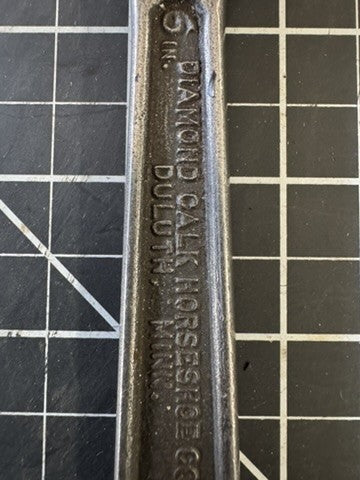 6 IN.
DIAMOND CALK HORSESHOE CO
DULUTH, MINN.